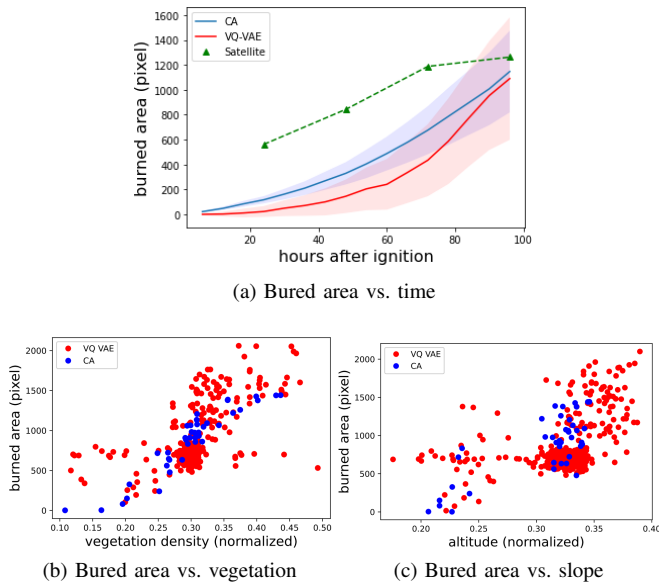 1600
1400
1200
1000
800
600
400
200
0
burned area (pixel)
CA
VQ-VAE
Satellite
20 40 60 80 100
hours after ignition
(a) Bured area vs. time
2000
1500
1000
500
0
burned area (pixel)
VQ VAE
CA
0.10 0.15 0.20 0.25 0.30 0.35 0.40 0.45 0.50
vegetation density (normalized)
(b) Bured area vs. vegetation
2000
1500
1000
500
0
burned area (pixel)
VQ VAE
CA
0.20 0.25 0.30 0.35 0.40
altitude (normalized)
(c) Bured area vs. slope